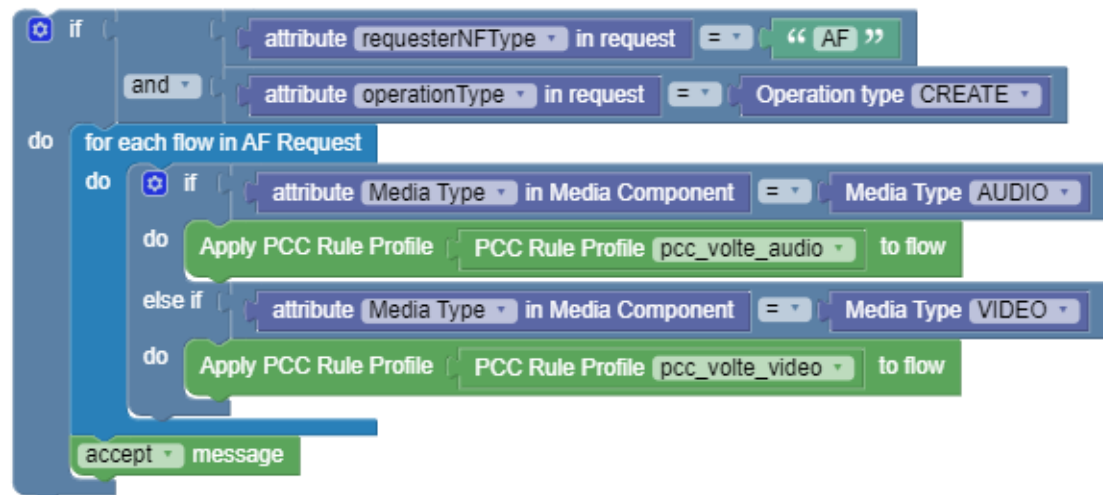 if attribute requesterNFType in request = “ AF ”
and attribute operationType in request = Operation type CREATE
do for each flow in AF Request
do if attribute Media Type in Media Component = Media Type AUDIO
do Apply PCC Rule Profile PCC Rule Profile pcc_volte_audio to flow
else if attribute Media Type in Media Component = Media Type VIDEO
do Apply PCC Rule Profile PCC Rule Profile pcc_volte_video to flow
accept message